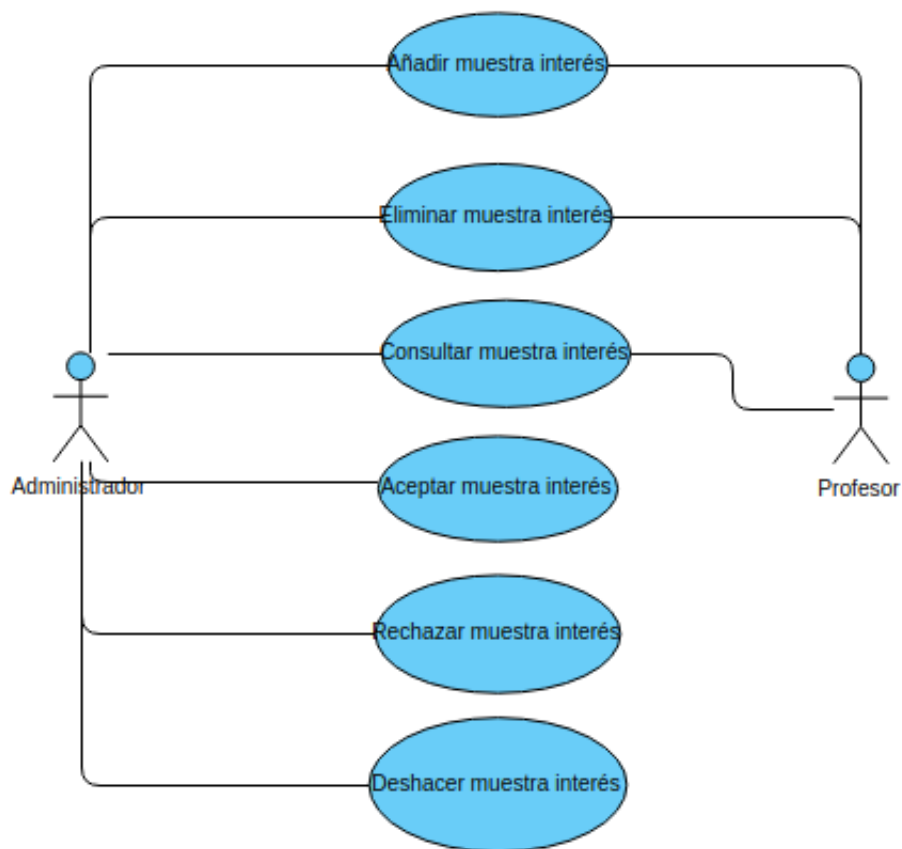 Añadir muestra interés
Eliminar muestra interés
Consultar muestra interés
Aceptar muestra interés
Administrador
Profesor
Rechazar muestra interés
Deshacer muestra interés